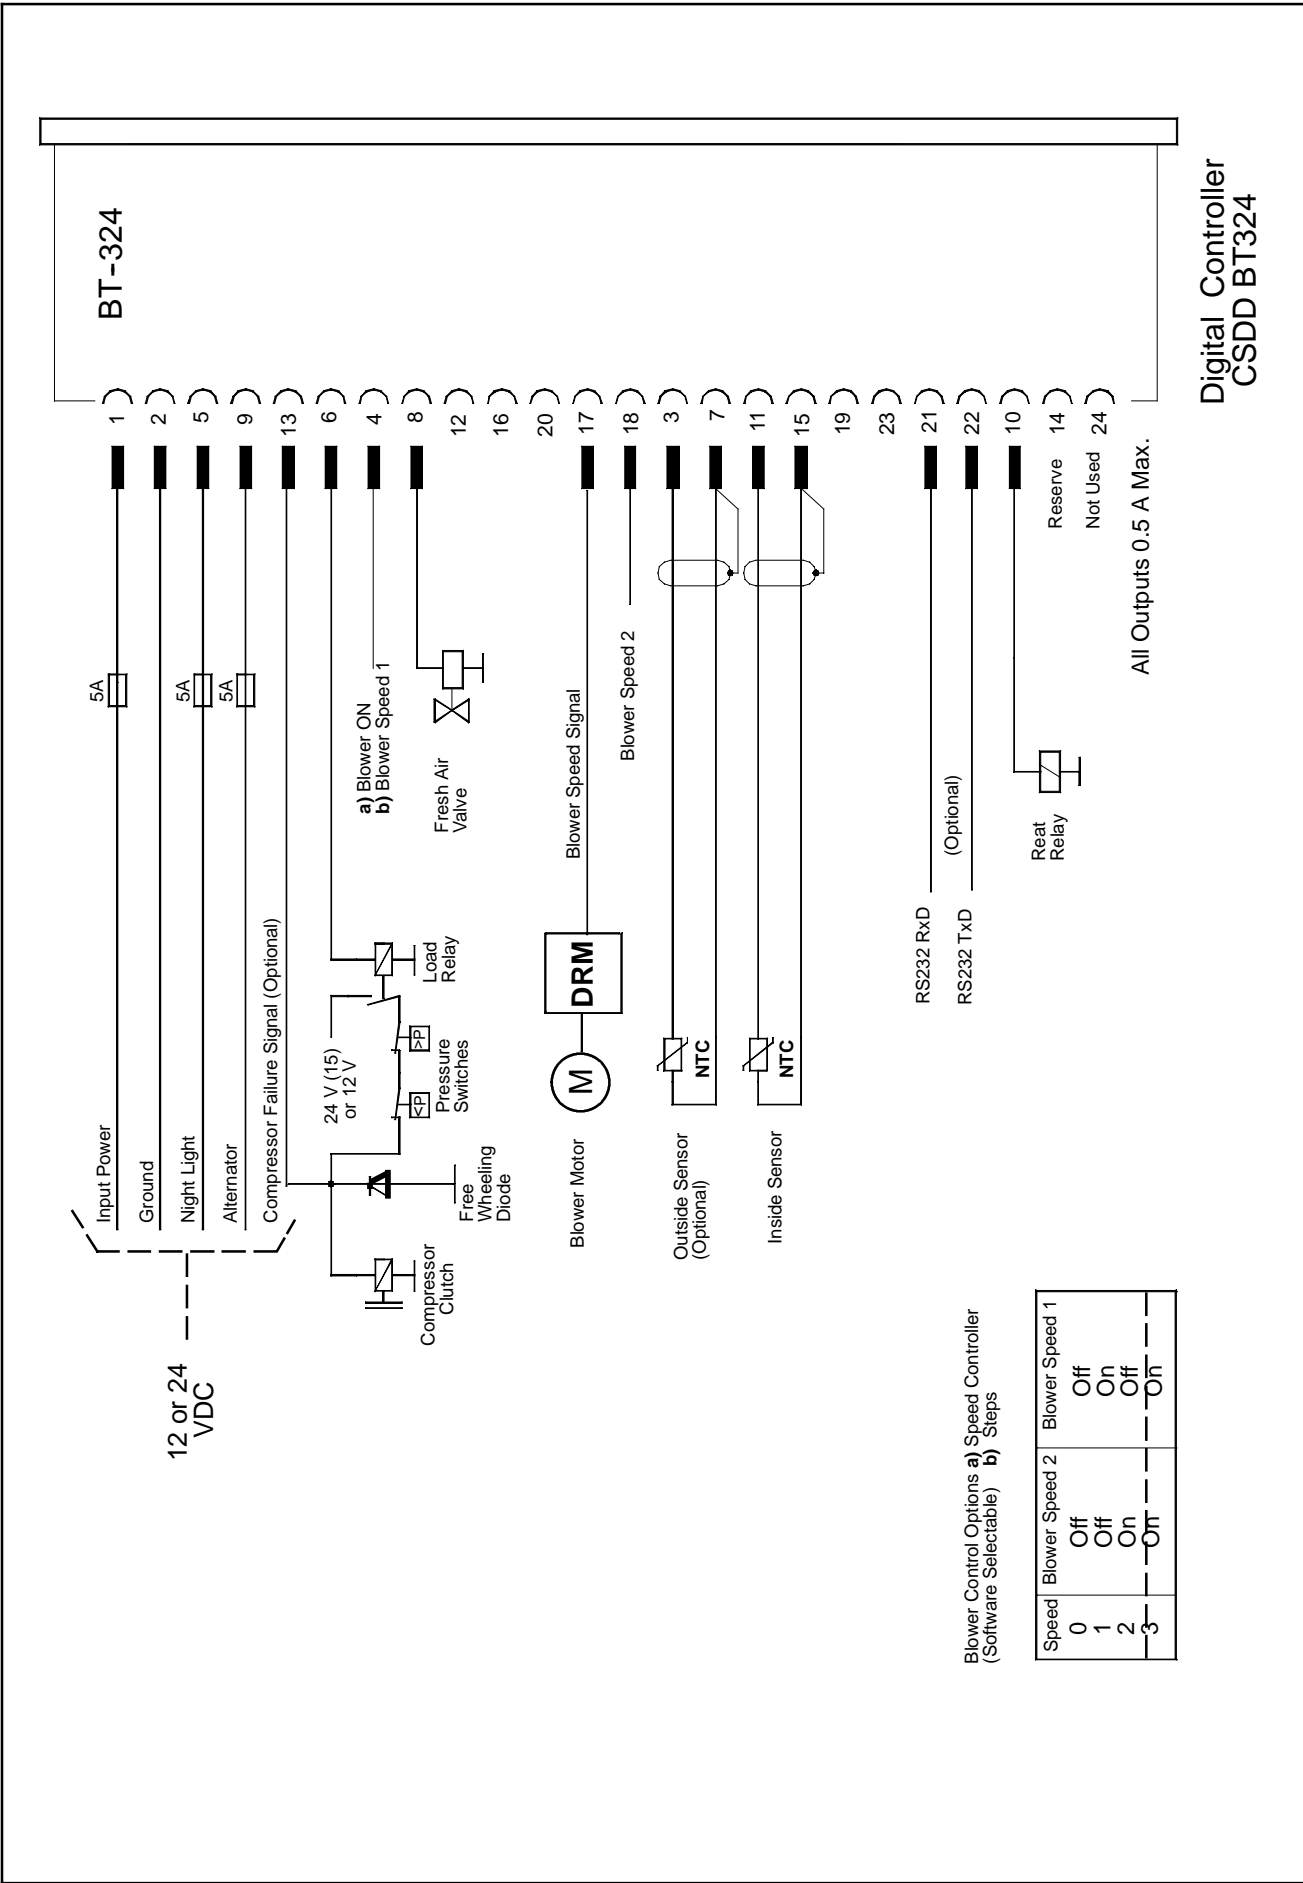 BT-324
1
2
5
9
13
6
4
8
12
16
20
17
18
3
7
11
15
19
23
21
22
10
14
24
Input Power
5A
Ground
Night Light
5A
Alternator
5A
12 or 24
VDC
Compressor Failure Signal (Optional)
24 V (15)
or 12 V
Load
Relay
>P
<P
Pressure
Switches
Free
Wheeling
Diode
Compressor
Clutch
a) Blower ON
b) Blower Speed 1
Fresh Air
Valve
Blower Speed Signal
DRM
M
Blower Motor
Blower Speed 2
NTC
Outside Sensor
(Optional)
NTC
Inside Sensor
RS232 RxD
(Optional)
RS232 TxD
Reat
Relay
Reserve
Not Used
All Outputs 0.5 A Max.
Digital Controller
CSDD BT324
Blower Control Options a) Speed Controller
(Software Selectable) b) Steps
Speed Blower Speed 2 Blower Speed 1
0 Off Off
1 Off On
2 On Off
3 On On